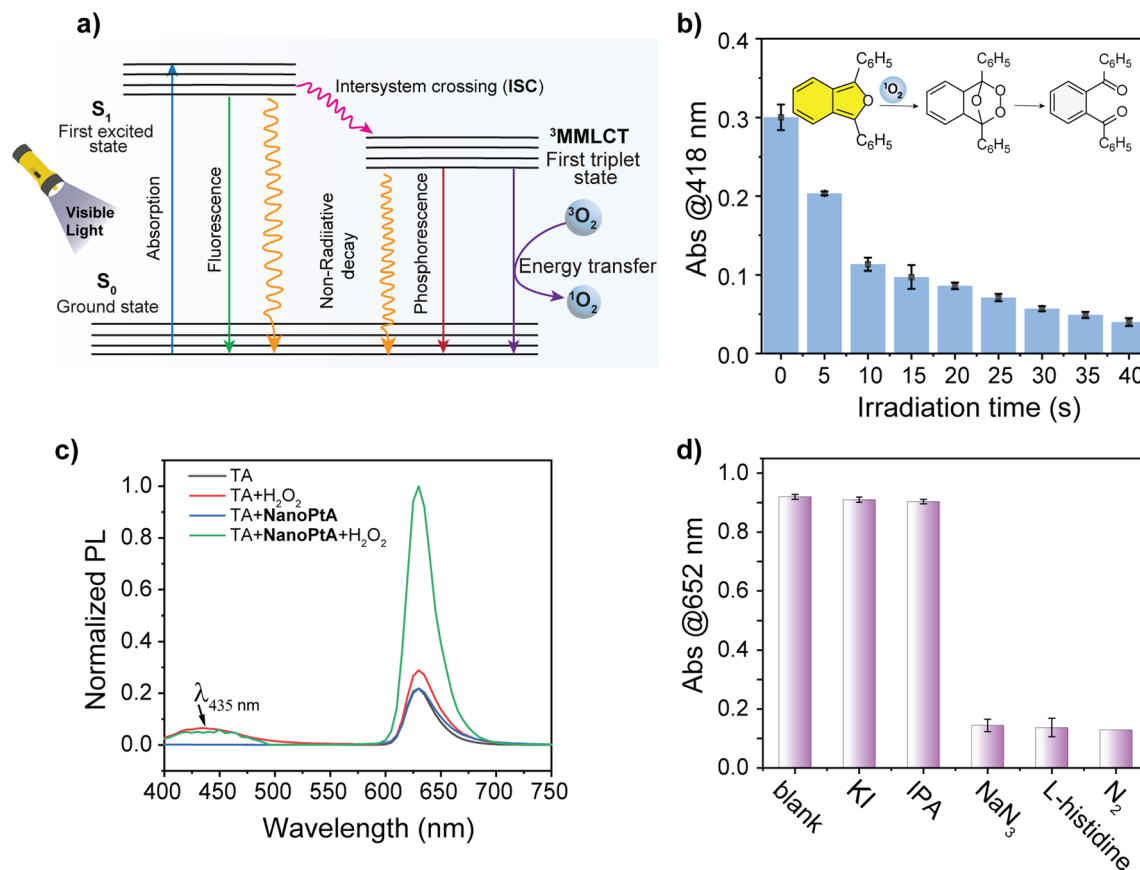 a)
Intersystem crossing (ISC)
S1
First excited
state
3MMLCT
First triplet
state
Visible
Light
Absorption
Fluorescence
Non-Radiiative
decay
Phosphorescence
3O2
Energy transfer
1O2
S0
Ground state
b)
0.4
0.3
0.2
0.1
0.0
Abs @418 nm
C6H5
O
C6H5
1O2
C6H5
O
O
O
C6H5
C6H5
O
O
C6H5
0 5 10 15 20 25 30 35 40
Irradiation time (s)
c)
TA
TA+H2O2
TA+NanoPtA
TA+NanoPtA+H2O2
1.0
0.8
0.6
0.4
0.2
0.0
Normalized PL
λ435 nm
400 450 500 550 600 650 700 750
Wavelength (nm)
d)
1.0
0.8
0.6
0.4
0.2
0.0
Abs @652 nm
blank KI IPA NaN3 L-histidine N2